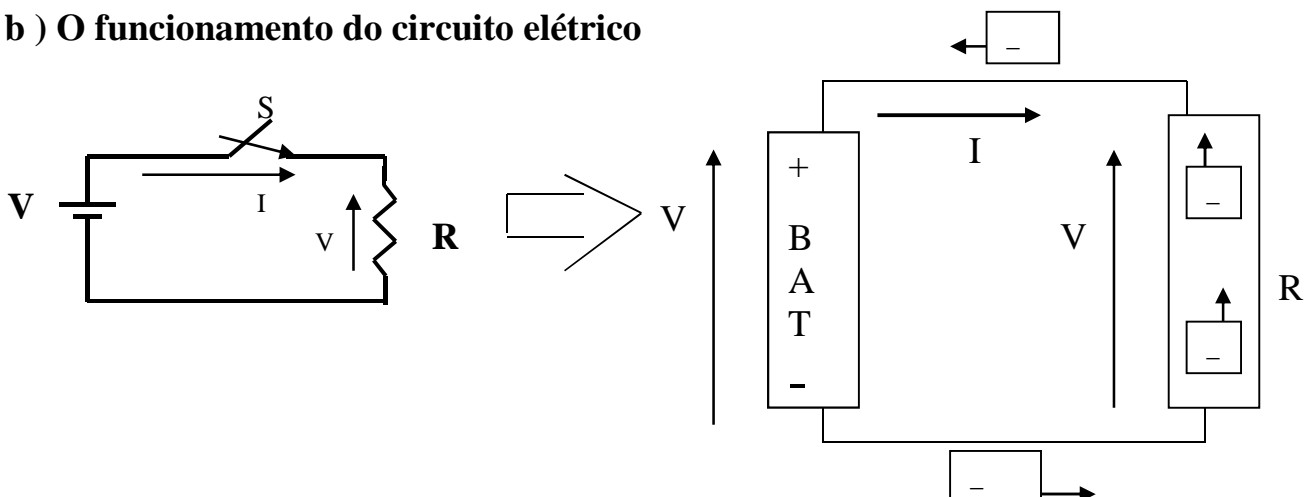 b ) O funcionamento do circuito elétrico
S
I
V
V
R
V
+
B
A
T
-
I
V
R
–
–
–
–